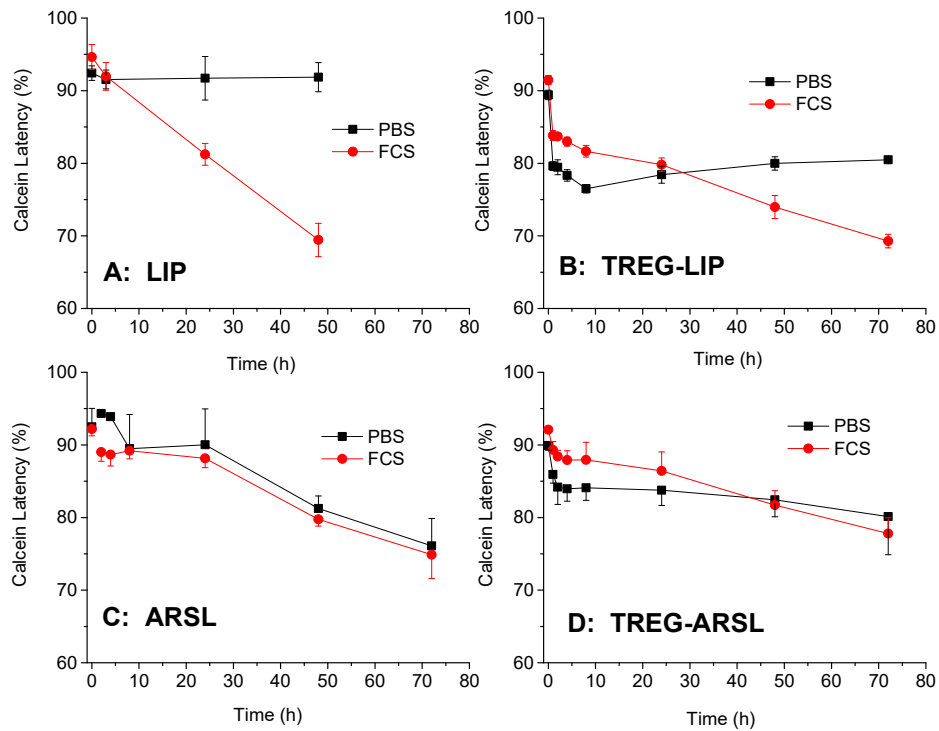 100
90
80
70
60
Calcein Latency (%)
PBS
FCS
A: LIP
0 10 20 30 40 50 60 70 80
Time (h)
100
90
80
70
60
Calcein Latency (%)
PBS
FCS
B: TREG-LIP
0 10 20 30 40 50 60 70 80
Time (h)
100
90
80
70
60
Calcein Latency (%)
PBS
FCS
C: ARSL
0 10 20 30 40 50 60 70 80
Time (h)
100
90
80
70
60
Calcein Latency (%)
PBS
FCS
D: TREG-ARSL
0 10 20 30 40 50 60 70 80
Time (h)